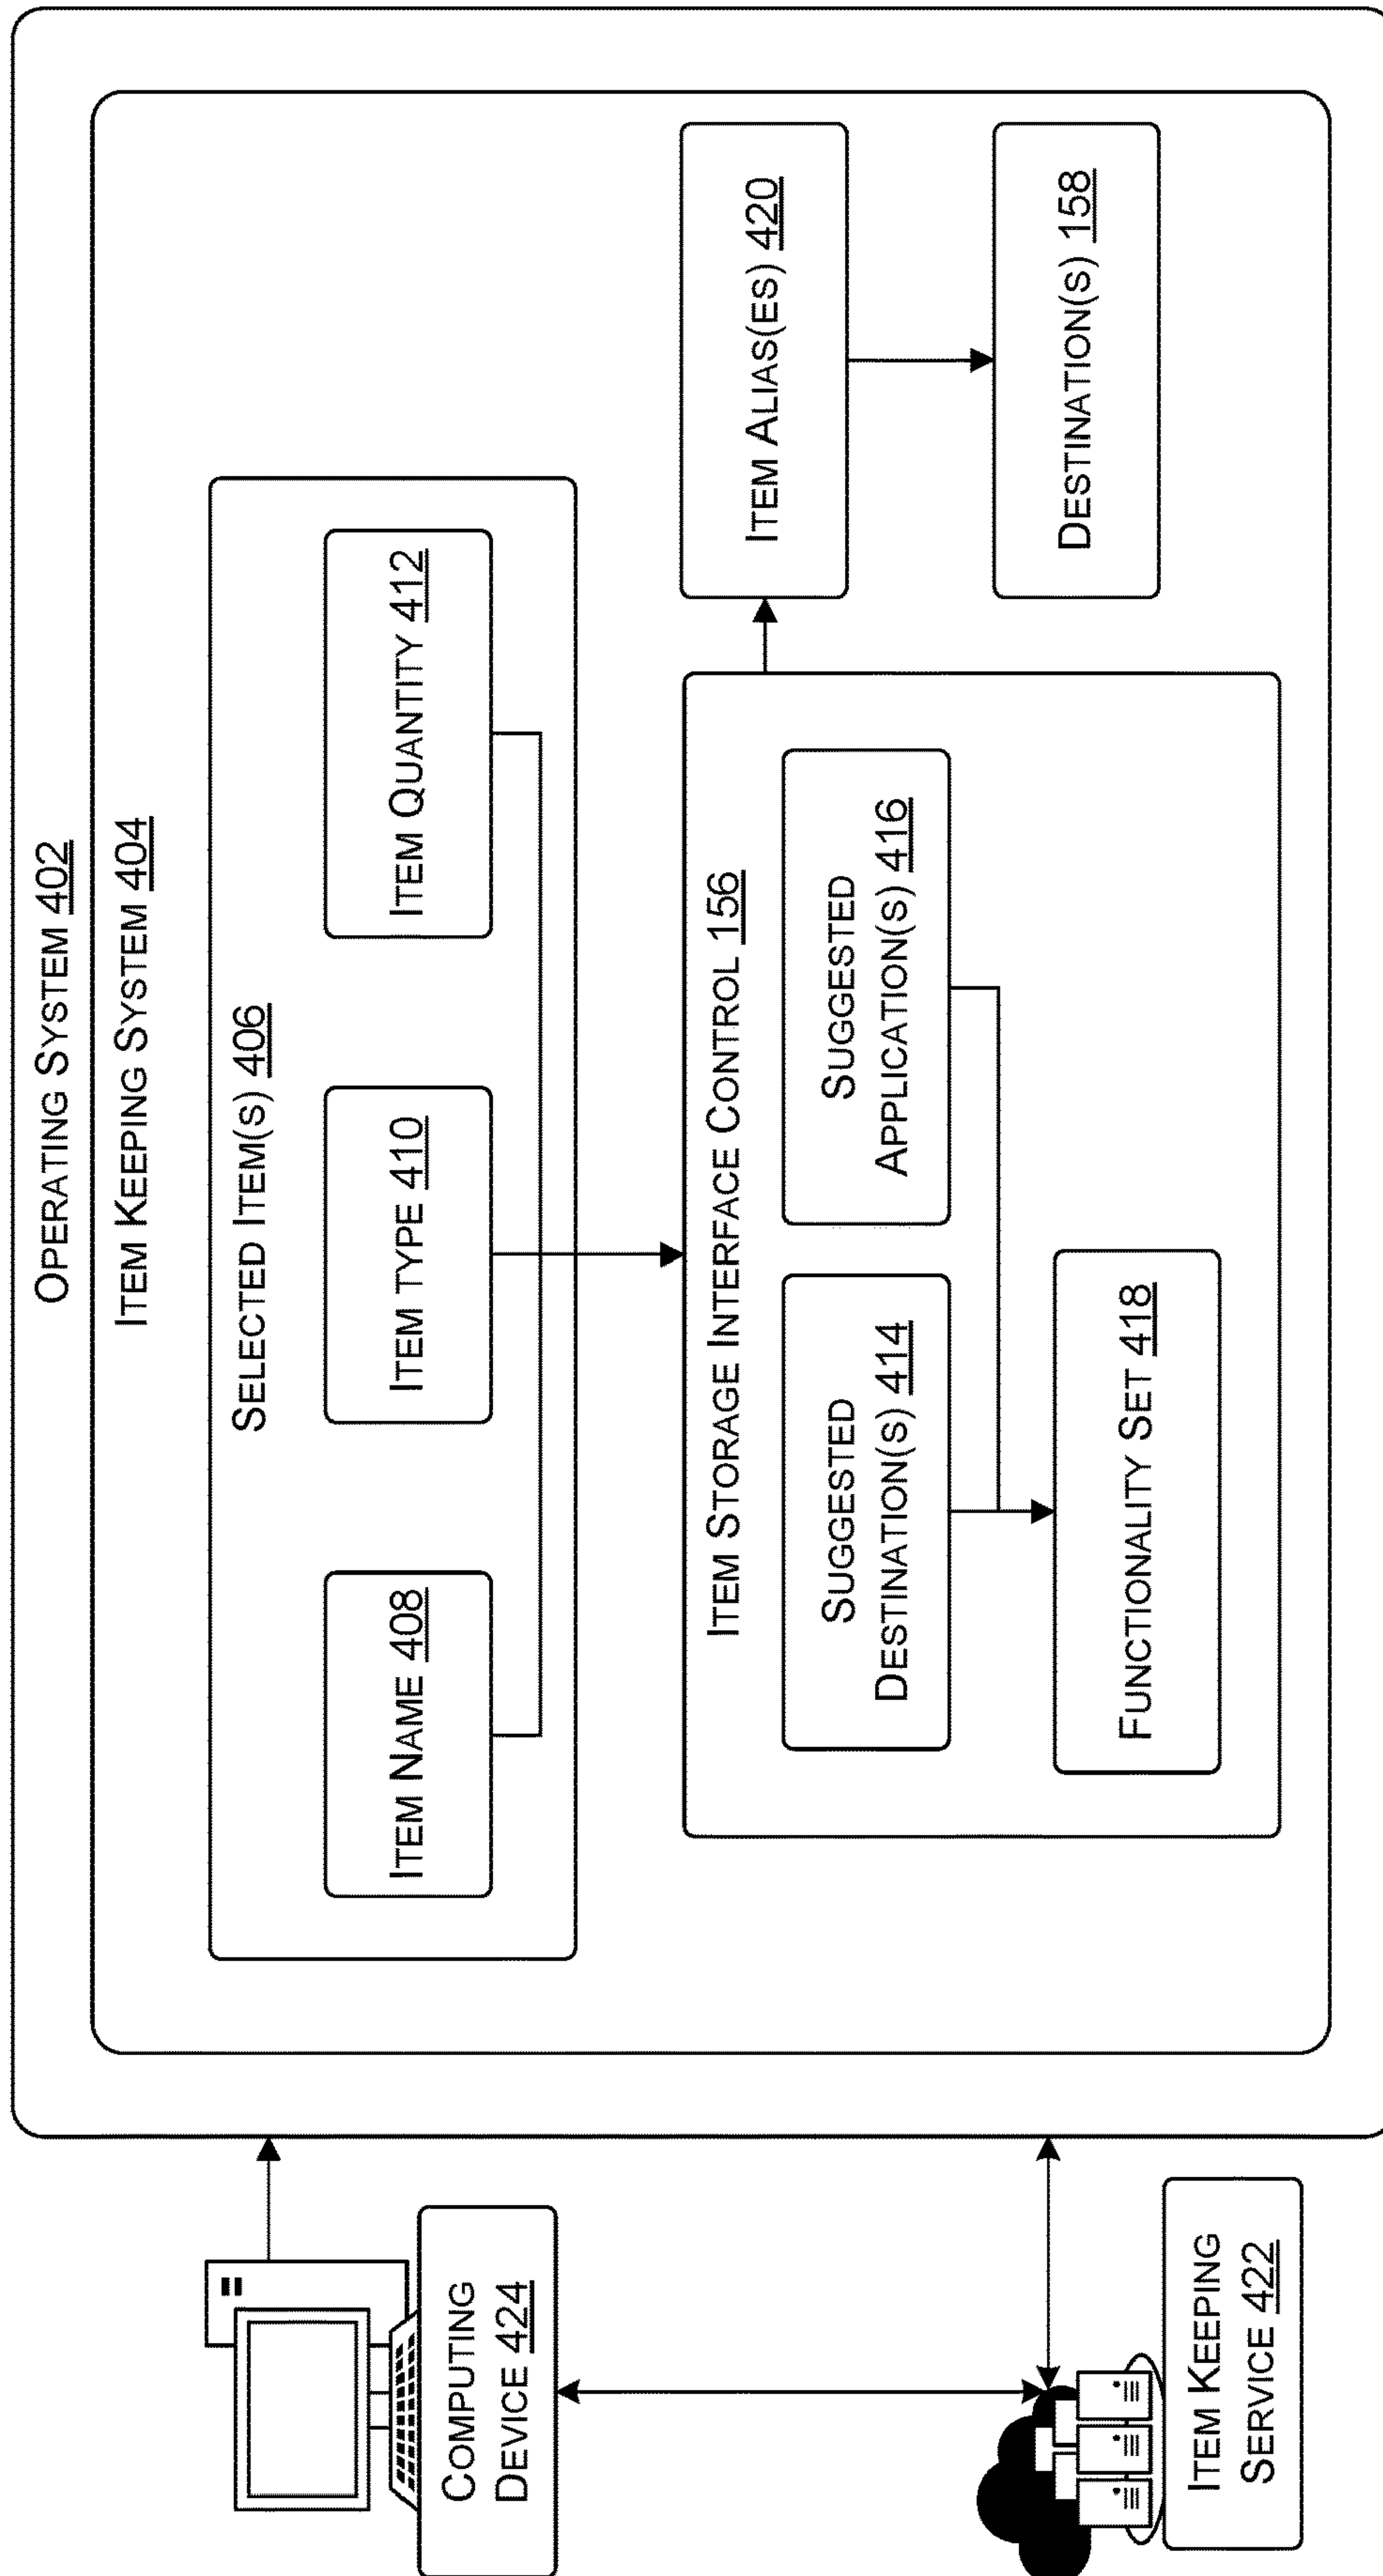 OPERATING SYSTEM 402
ITEM KEEPING SYSTEM 404
SELECTED ITEM(S) 406
ITEM NAME 408
ITEM TYPE 410
ITEM QUANTITY 412
ITEM STORAGE INTERFACE CONTROL 156
SUGGESTED
DESTINATION(S) 414
SUGGESTED
APPLICATION(S) 416
FUNCTIONALITY SET 418
ITEM ALIAS(ES) 420
DESTINATION(S) 158
COMPUTING
DEVICE 424
ITEM KEEPING
SERVICE 422